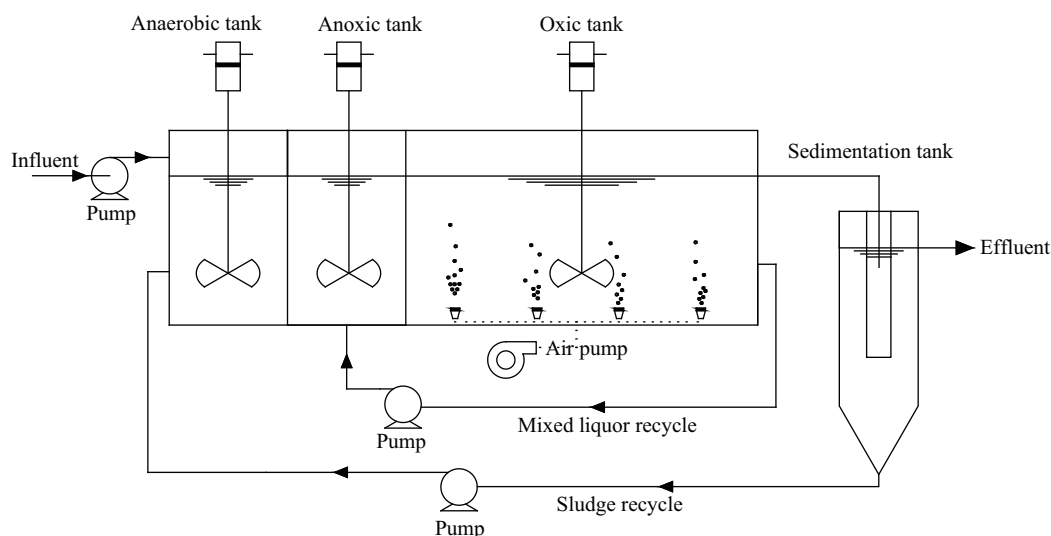 Anaerobic tank
Anoxic tank
Oxic tank
Influent
Pump
Sedimentation tank
Effluent
Air pump
Pump
Mixed liquor recycle
Pump
Sludge recycle